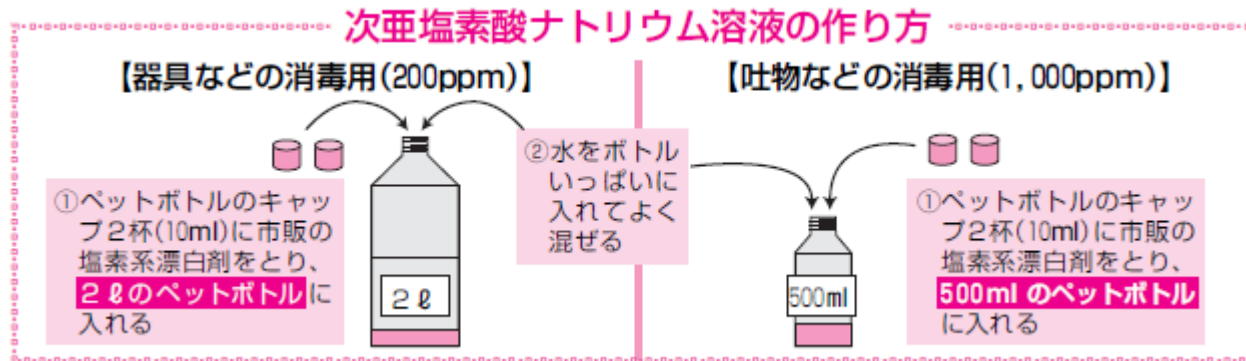 次亜塩素酸ナトリウム溶液の作り方
【器具などの消毒用(200ppm)】
①ペットボトルのキャッ
プ2杯(10ml)に市販の
塩素系漂白剤をとり、
2ℓのペットボトルに
入れる
2ℓ
②水をボトル
いっぱいに
入れてよく
混ぜる
【吐物などの消毒用(1,000ppm)】
500ml
①ペットボトルのキャッ
プ2杯(10ml)に市販の
塩素系漂白剤をとり、
500mlのペットボトル
に入れる